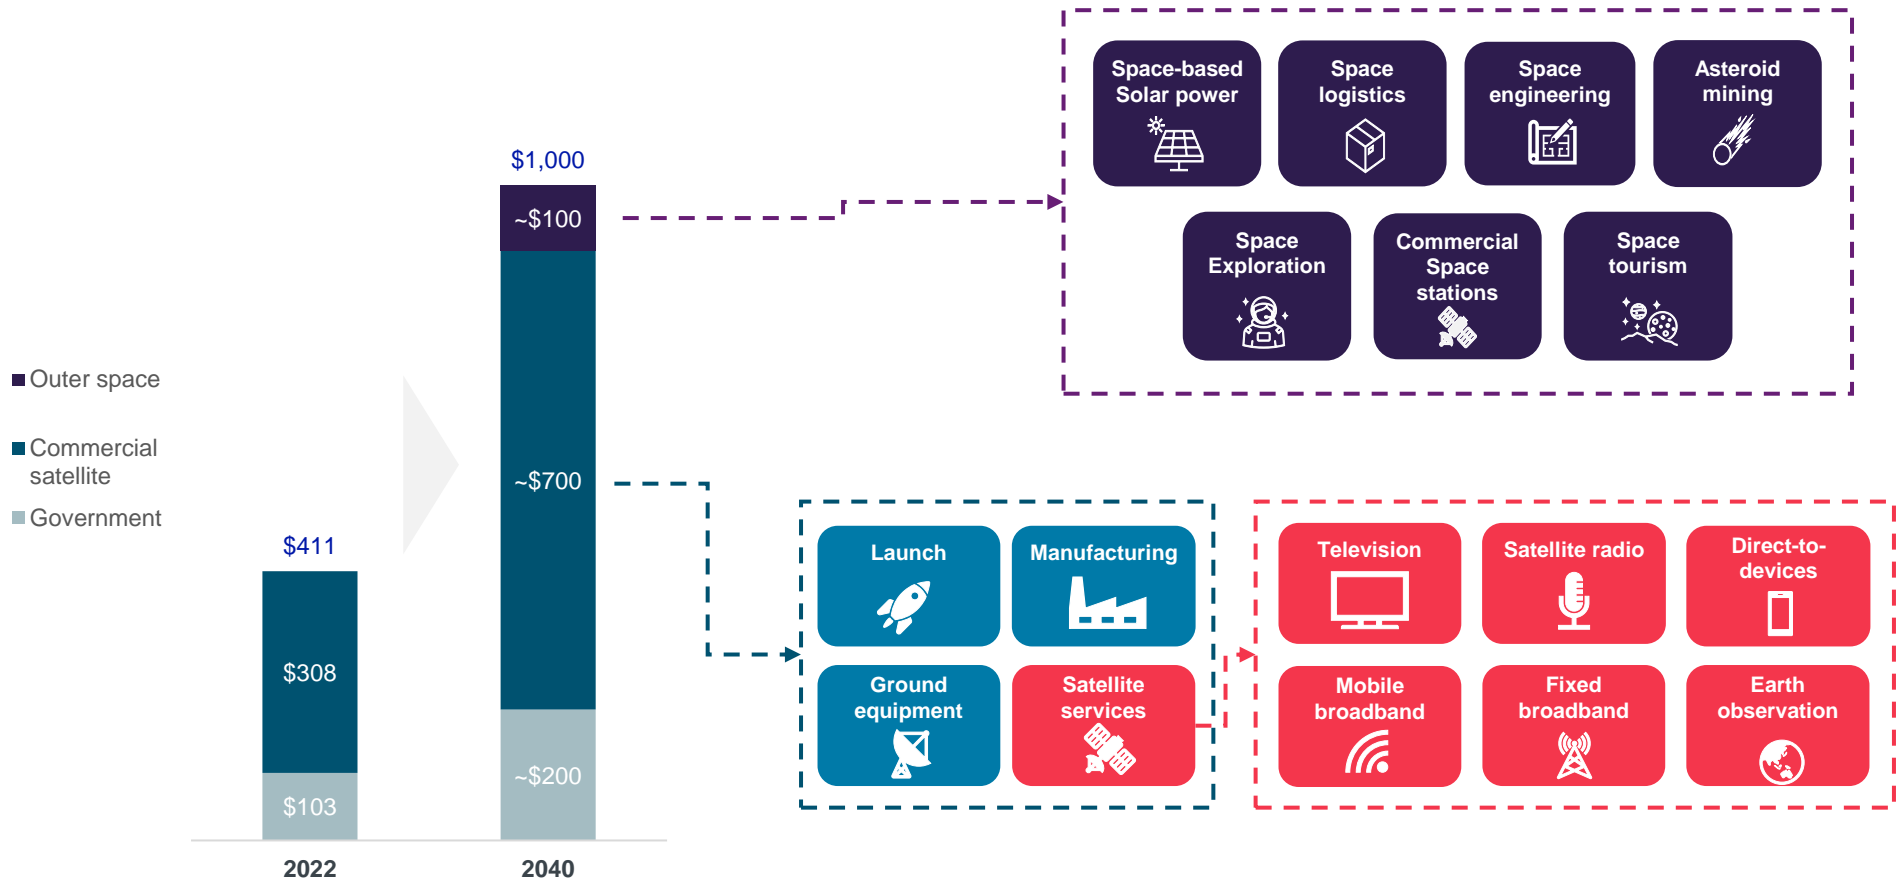 Outer space
Commercial
satellite
Government
$411
$308
$103
2022
$1,000
~$100
~$700
~$200
2040
Space-based
Solar power
Space
logistics
Space
engineering
Asteroid
mining
Space
Exploration
Commercial
Space
stations
Space
tourism
Launch
Manufacturing
Ground
equipment
Satellite
services
Television
Satellite radio
Direct-to-
devices
Mobile
broadband
Fixed
broadband
Earth
observation